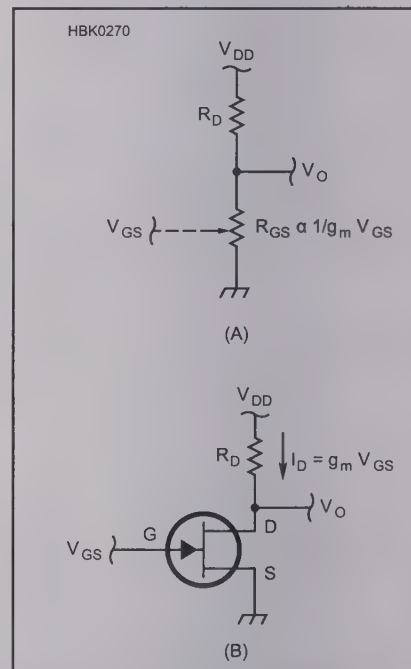 HBK0270
V_DD
R_D
V_O
V_GS
R_GS α 1/g_m V_GS
(A)
V_DD
R_D
I_D = g_m V_GS
V_O
D
G
V_GS
S
(B)